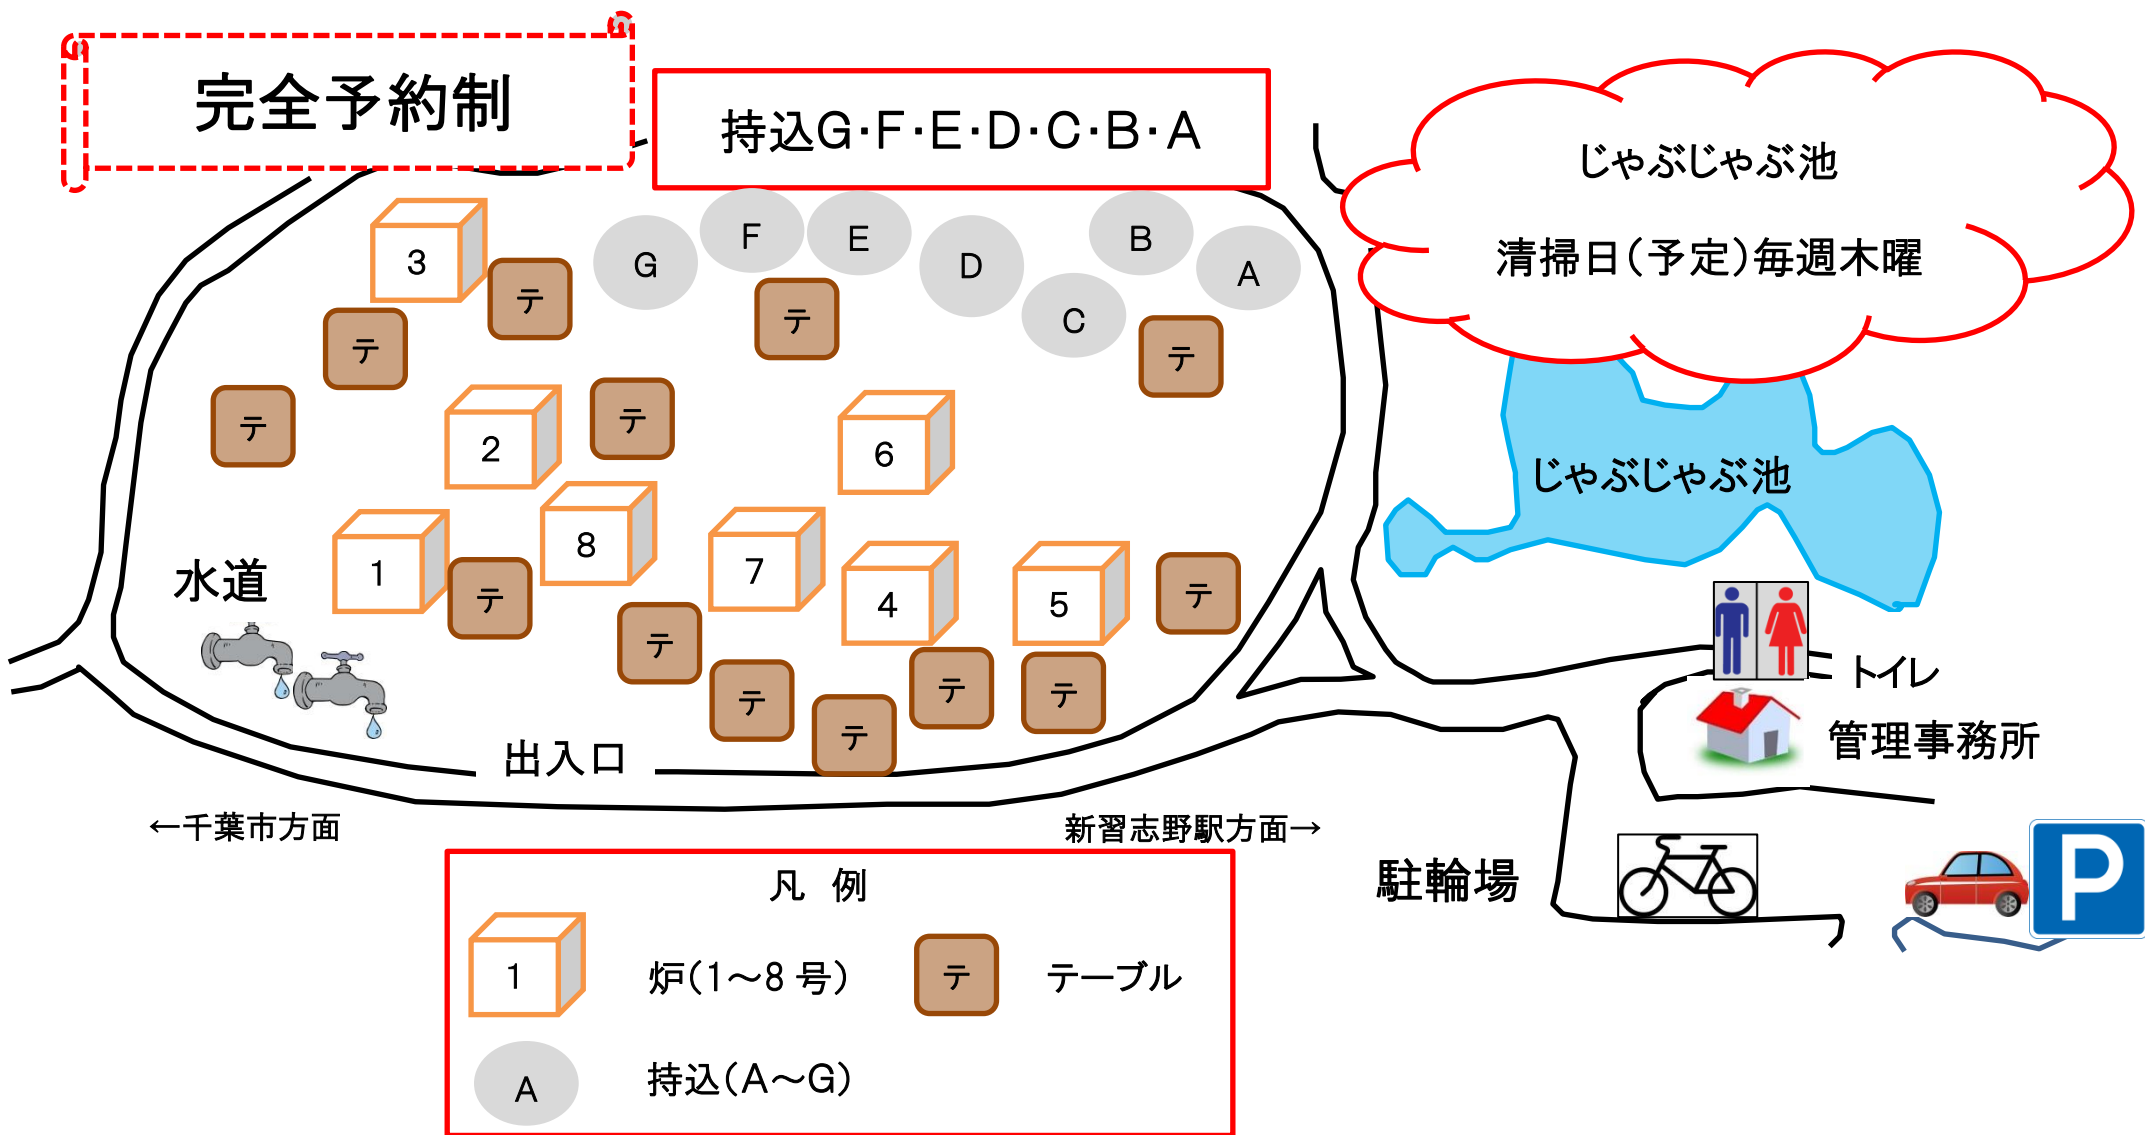 完全予約制
持込G・F・E・D・C・B・A
じゃぶじゃぶ池
清掃日(予定)毎週木曜
3
G
F
E
D
C
B
A
テ
テ
テ
テ
テ
テ
2
6
じゃぶじゃぶ池
1
8
7
4
5
テ
テ
テ
テ
テ
テ
テ
水道
トイレ
管理事務所
出入口
←千葉市方面
新習志野駅方面→
駐輪場
P
凡 例
1
炉(1～8号)
テ
テーブル
A
持込(A～G)